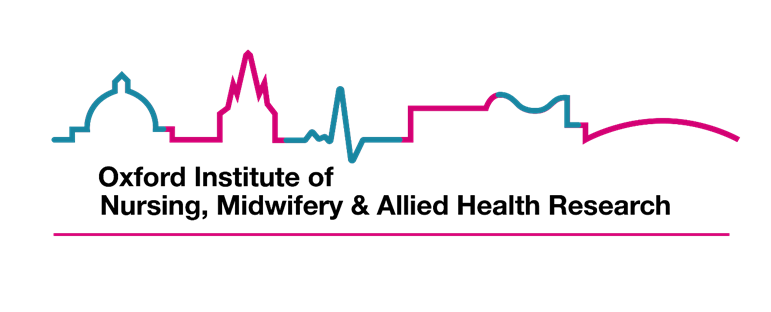 Oxford Institute of
Nursing, Midwifery & Allied Health Research